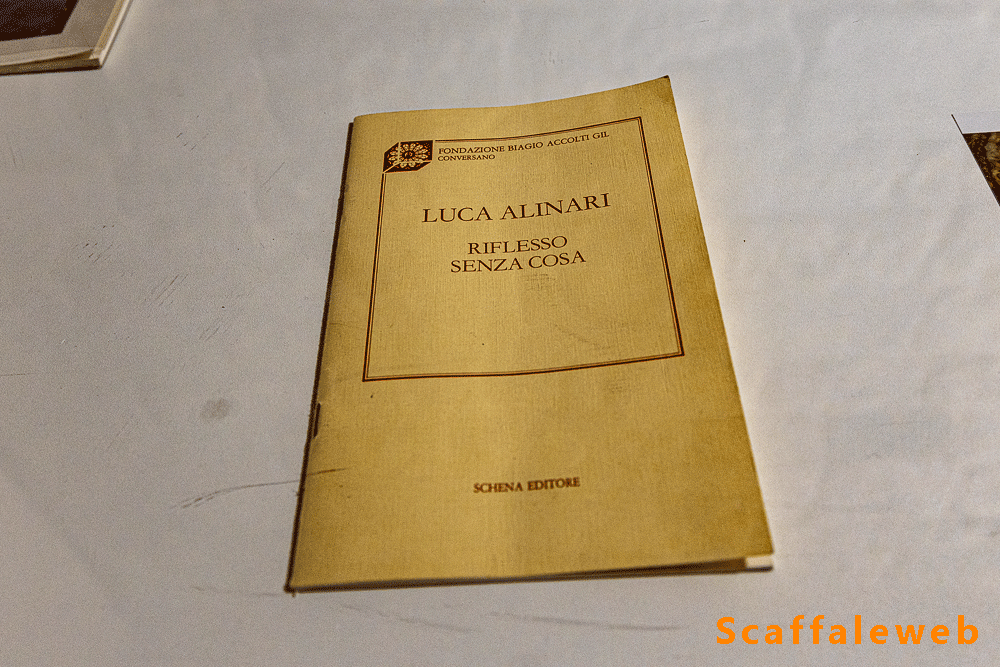 FONDAZIONE BIAGIO ACCOLTI GIL
CONVERSANO
LUCA ALINARI
RIFLESSO
SENZA COSA
SCHENA EDITORE
Scaffaleweb